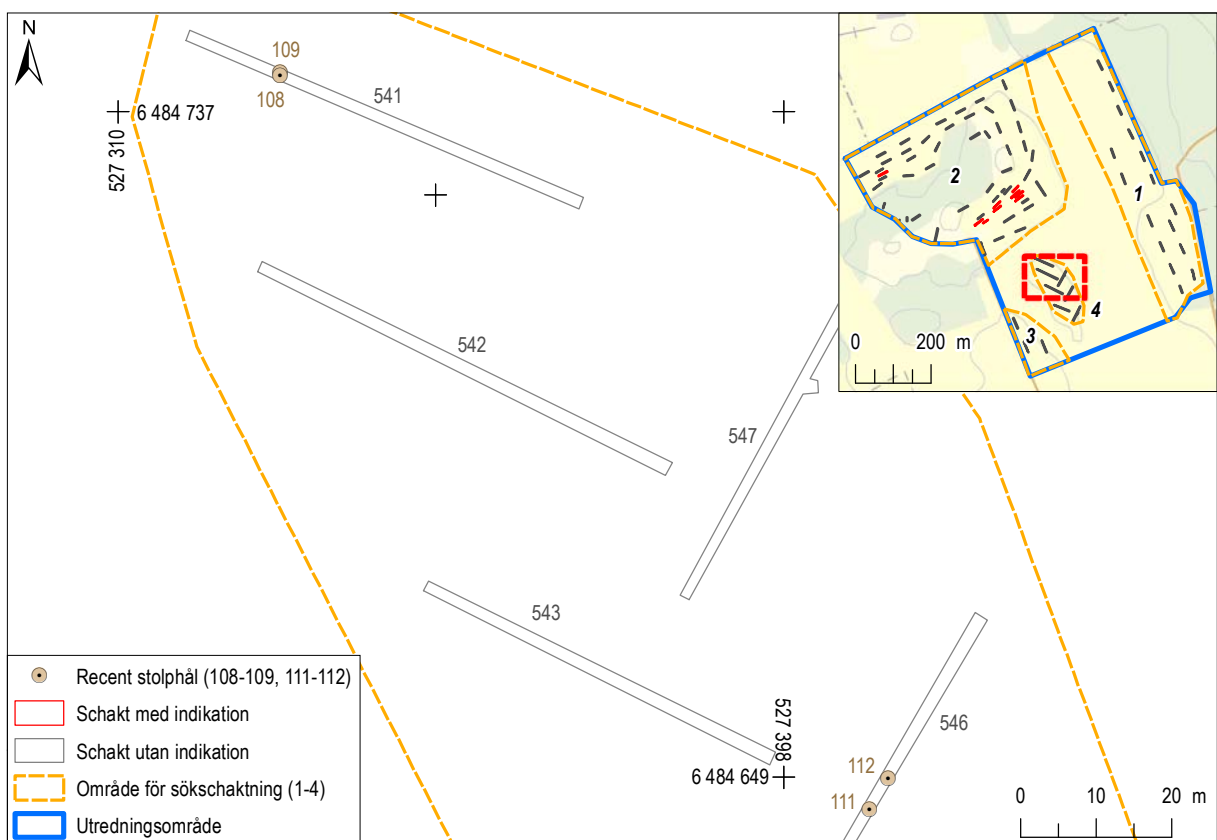 N
109
108
541
6 484 737
527 310
542
547
543
546
527 398
6 484 649
112
111
2
1
4
3
0 200 m
Recent stolphål (108-109, 111-112)
Schakt med indikation
Schakt utan indikation
Område för sökschaktning (1-4)
Utredningsområde
0 10 20 m